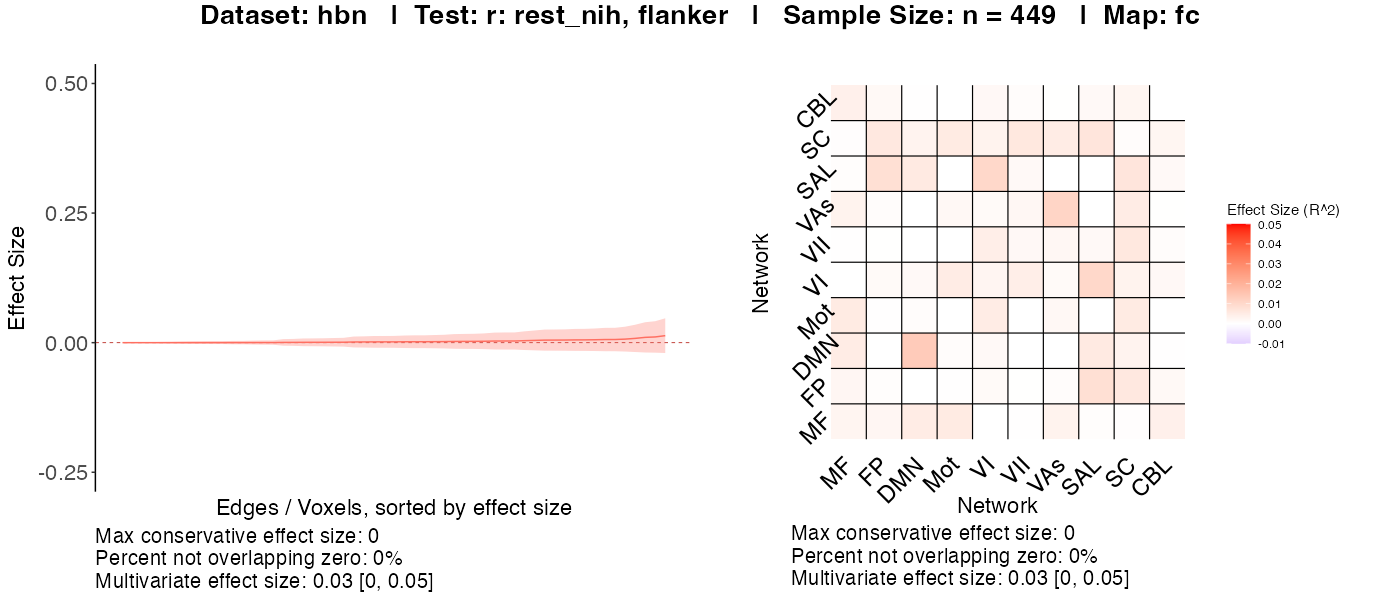 Dataset: hbn | Test: r: rest_nih, flanker | Sample Size: n = 449 | Map: fc
0.50
0.25
0.00
-0.25
Effect Size
Edges / Voxels, sorted by effect size
Max conservative effect size: 0
Percent not overlapping zero: 0%
Multivariate effect size: 0.03 [0, 0.05]
Network
CBL
SC
SAL
VAs
VII
VI
Mot
DMN
FP
MF
MF FP DMN Mot VI VII VAs SAL SC CBL
Network
Effect Size (R^2)
0.05
0.04
0.03
0.02
0.01
0.00
-0.01
Max conservative effect size: 0
Percent not overlapping zero: 0%
Multivariate effect size: 0.03 [0, 0.05]